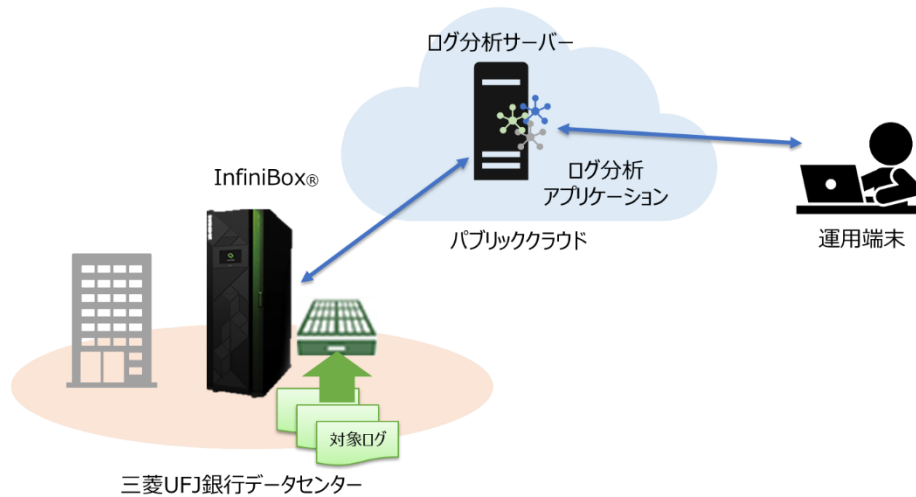 ログ分析サーバー
ログ分析
アプリケーション
InfiniBox®
パブリッククラウド
運用端末
対象ログ
三菱UFJ銀行データセンター